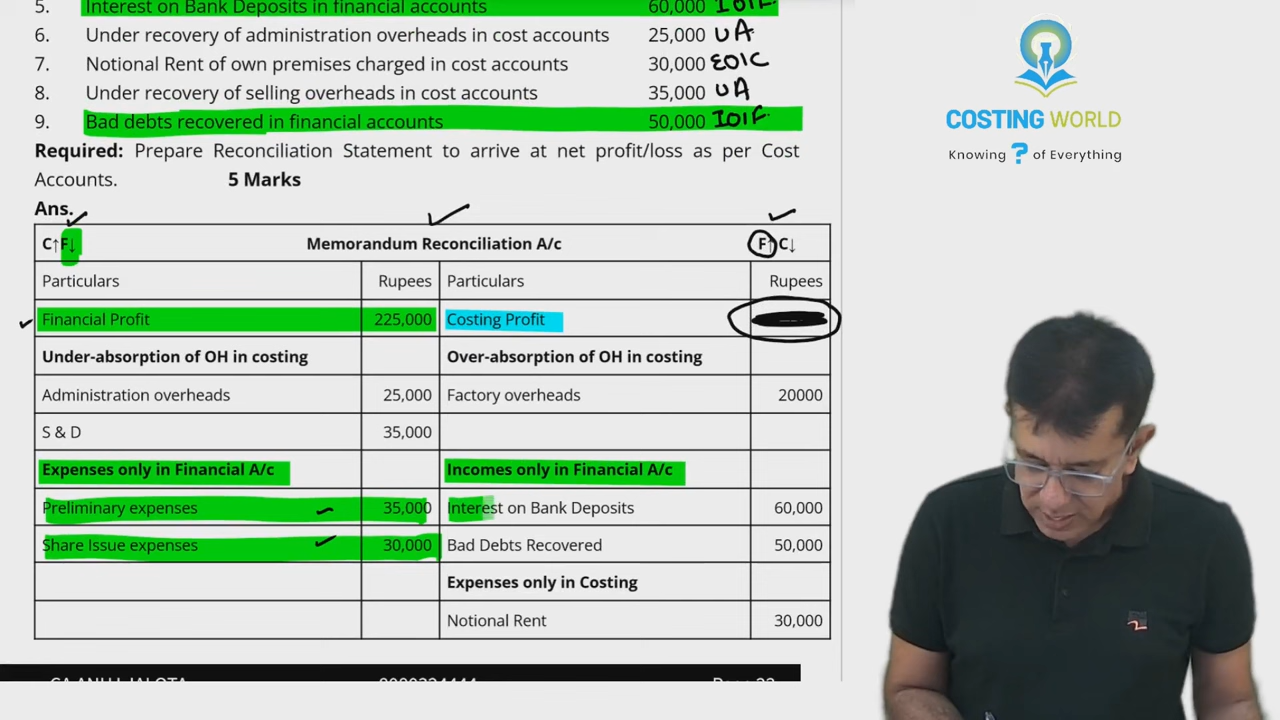 5. Interest on Bank Deposits in financial accounts 60,000 IOIF
6. Under recovery of administration overheads in cost accounts 25,000 UA
7. Notional Rent of own premises charged in cost accounts 30,000 EOIC
8. Under recovery of selling overheads in cost accounts 35,000 UA
9. Bad debts recovered in financial accounts 50,000 IOIF
Required: Prepare Reconciliation Statement to arrive at net profit/loss as per Cost
Accounts. 5 Marks
Ans.
C↑F↓ Memorandum Reconciliation A/c F↑C↓
Particulars Rupees Particulars Rupees
Financial Profit 225,000 Costing Profit
Under-absorption of OH in costing Over-absorption of OH in costing
Administration overheads 25,000 Factory overheads 20000
S & D 35,000
Expenses only in Financial A/c Incomes only in Financial A/c
Preliminary expenses 35,000 Interest on Bank Deposits 60,000
Share Issue expenses 30,000 Bad Debts Recovered 50,000
Expenses only in Costing
Notional Rent 30,000
COSTING WORLD
Knowing ? of Everything